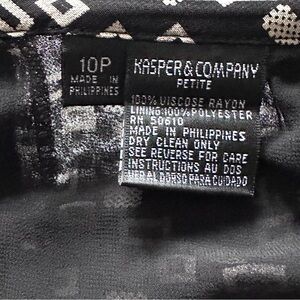 10P
MADE IN
PHILIPPINES
KASPER & COMPANY
PETITE
100% VISCOSE RAYON
LINING:100% POLYESTER
RN 50610
MADE IN PHILIPPINES
DRY CLEAN ONLY
SEE REVERSE FOR CARE
INSTRUCTIONS AU DOS
VER AL DORSO PARA CUIDADO